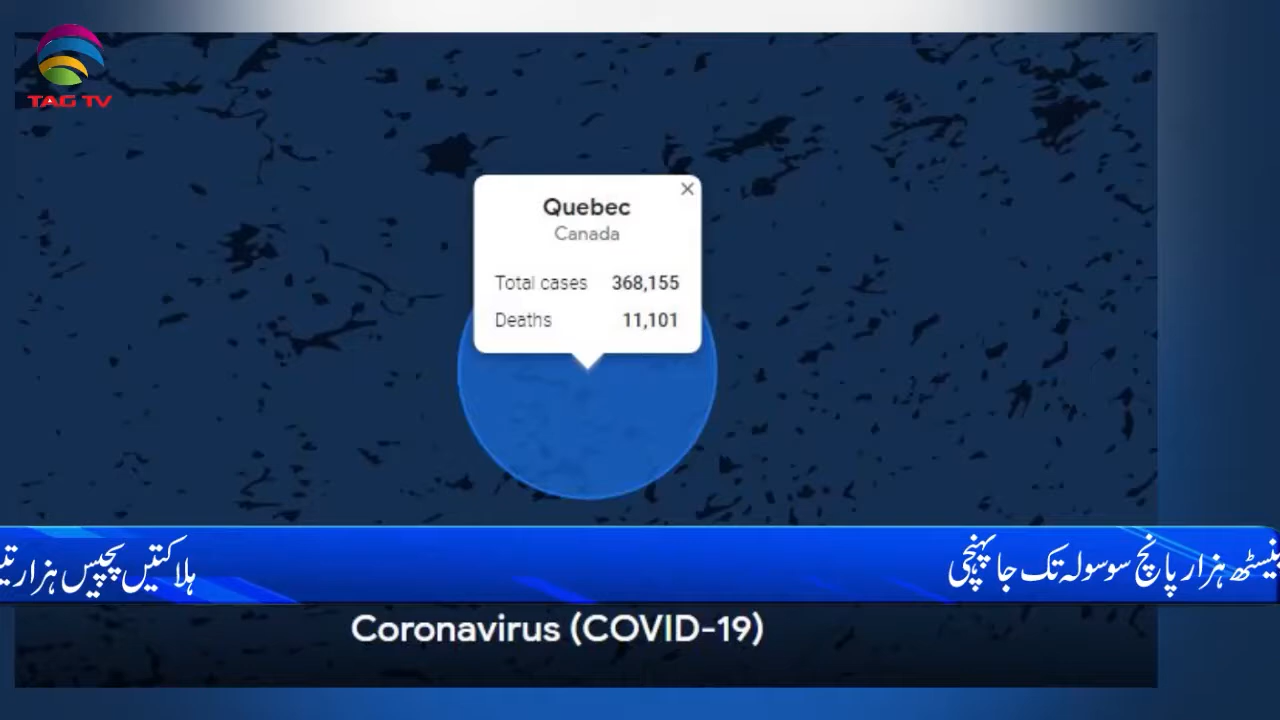 TAG TV
Quebec
Canada
Total cases 368,155
Deaths 11,101
ہزار پانچ سو سولہ تک جا پہنچی
ہلاکتیں پچیس ہزار
Coronavirus (COVID-19)